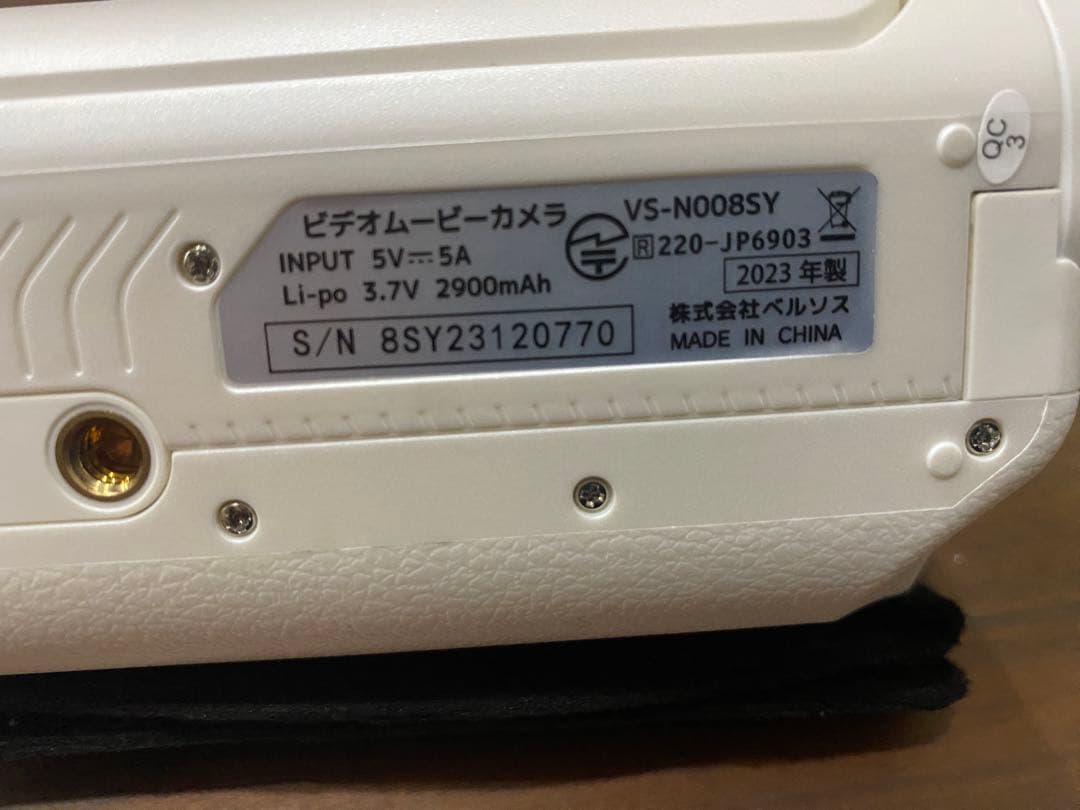 ビデオムービーカメラ
INPUT 5V⎓5A
Li-po 3.7V 2900mAh
S/N 8SY23120770
VS-N008SY
R 220-JP6903
2023年製
株式会社ベルソス
MADE IN CHINA
QC
3